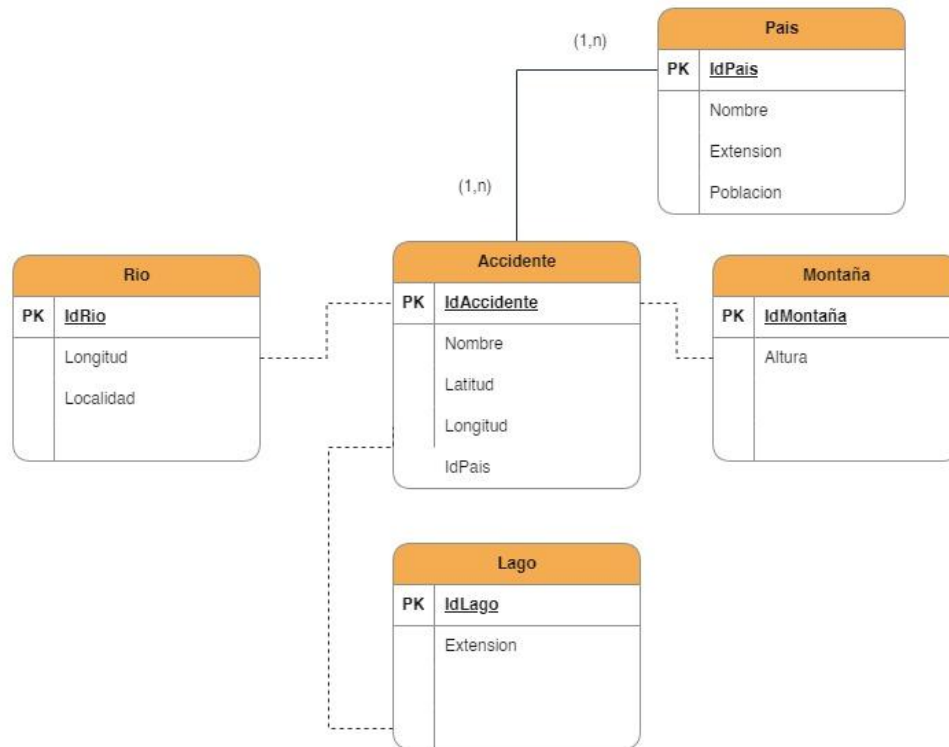 Pais
PK IdPais
Nombre
Extension
Poblacion
(1,n)
(1,n)
Rio
PK IdRio
Longitud
Localidad
Accidente
PK IdAccidente
Nombre
Latitud
Longitud
IdPais
Montaña
PK IdMontaña
Altura
Lago
PK IdLago
Extension